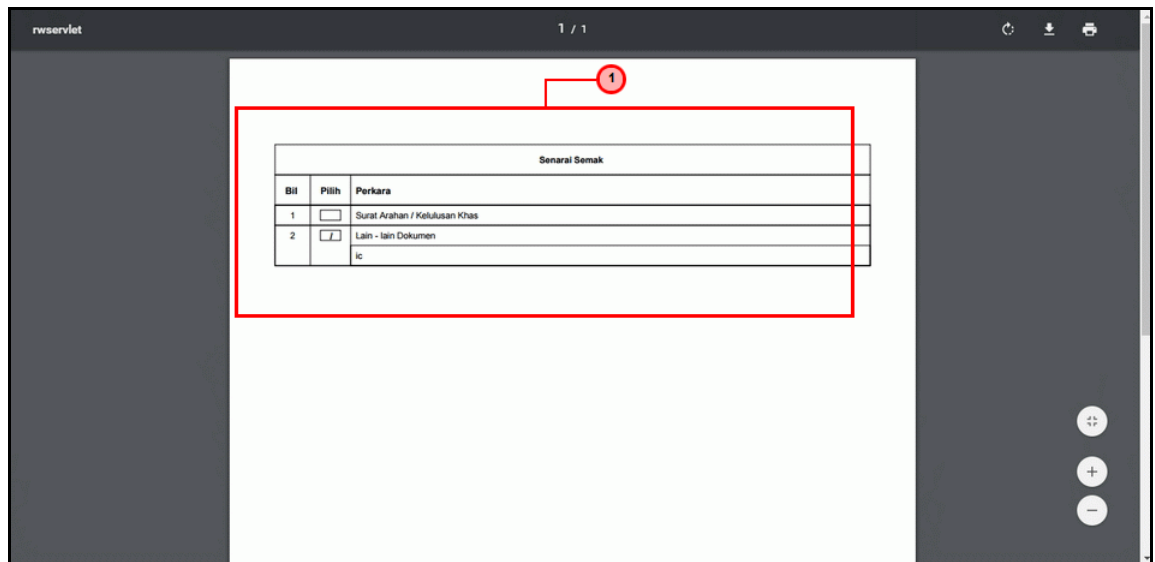 rwservlet 1 / 1
1
Senarai Semak
Bil Pilih Perkara
1 Surat Arahan / Kelulusan Khas
2 / Lain - lain Dokumen
ic